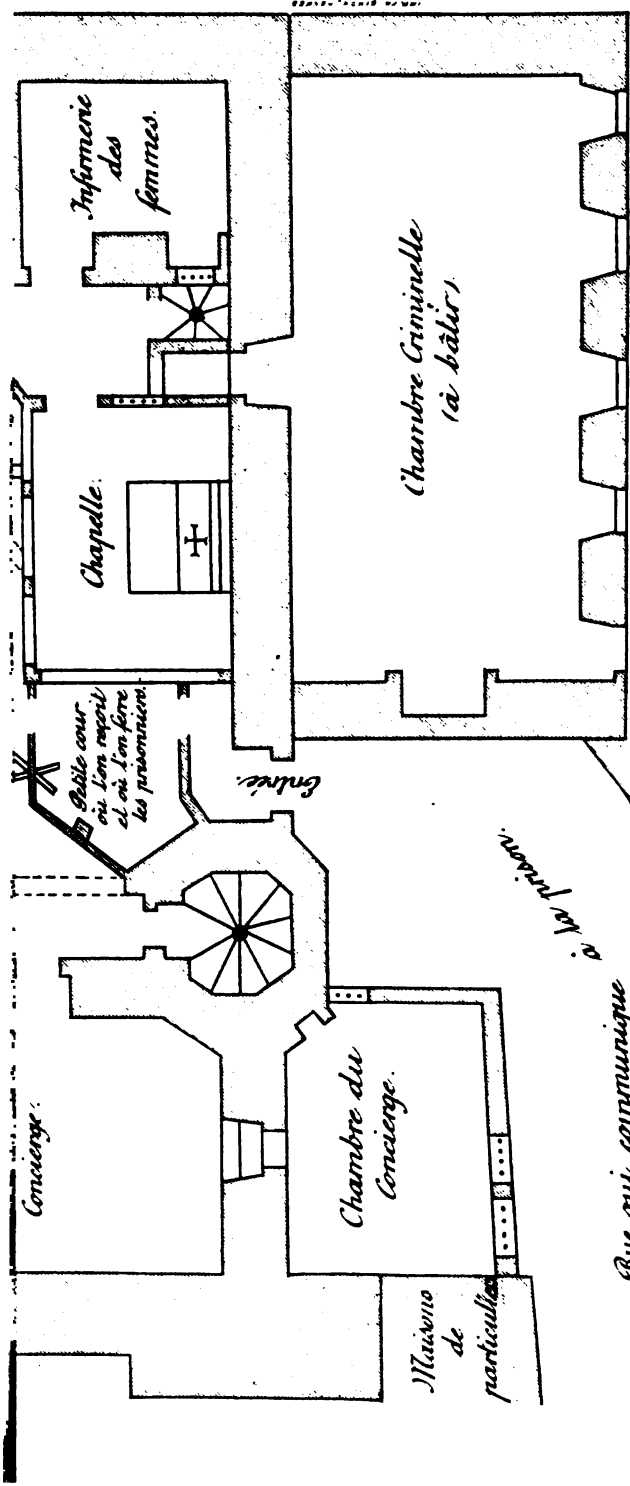 Infirmerie
des
femmes.
Chambre Criminelle
(à bâtir)
Chapelle.
Petite cour
où l'on reçoit
et où l'on ferre
les prisonniers.
Entrée.
Concierge.
Chambre du
Concierge.
Maisons
de
particuliers
Rue qui communique
à la prison.